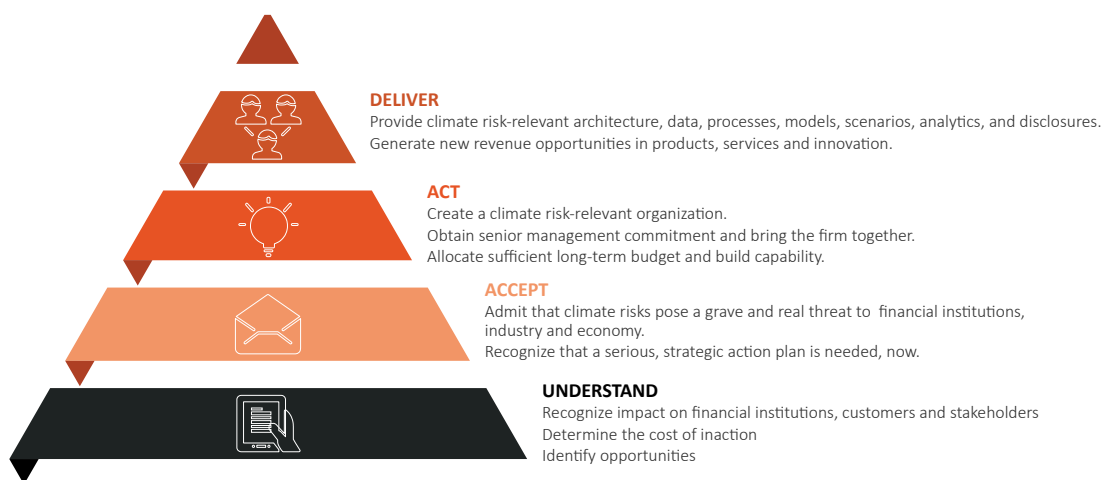 DELIVER
Provide climate risk-relevant architecture, data, processes, models, scenarios, analytics, and disclosures.
Generate new revenue opportunities in products, services and innovation.
ACT
Create a climate risk-relevant organization.
Obtain senior management commitment and bring the firm together.
Allocate sufficient long-term budget and build capability.
ACCEPT
Admit that climate risks pose a grave and real threat to financial institutions,
industry and economy.
Recognize that a serious, strategic action plan is needed, now.
UNDERSTAND
Recognize impact on financial institutions, customers and stakeholders
Determine the cost of inaction
Identify opportunities